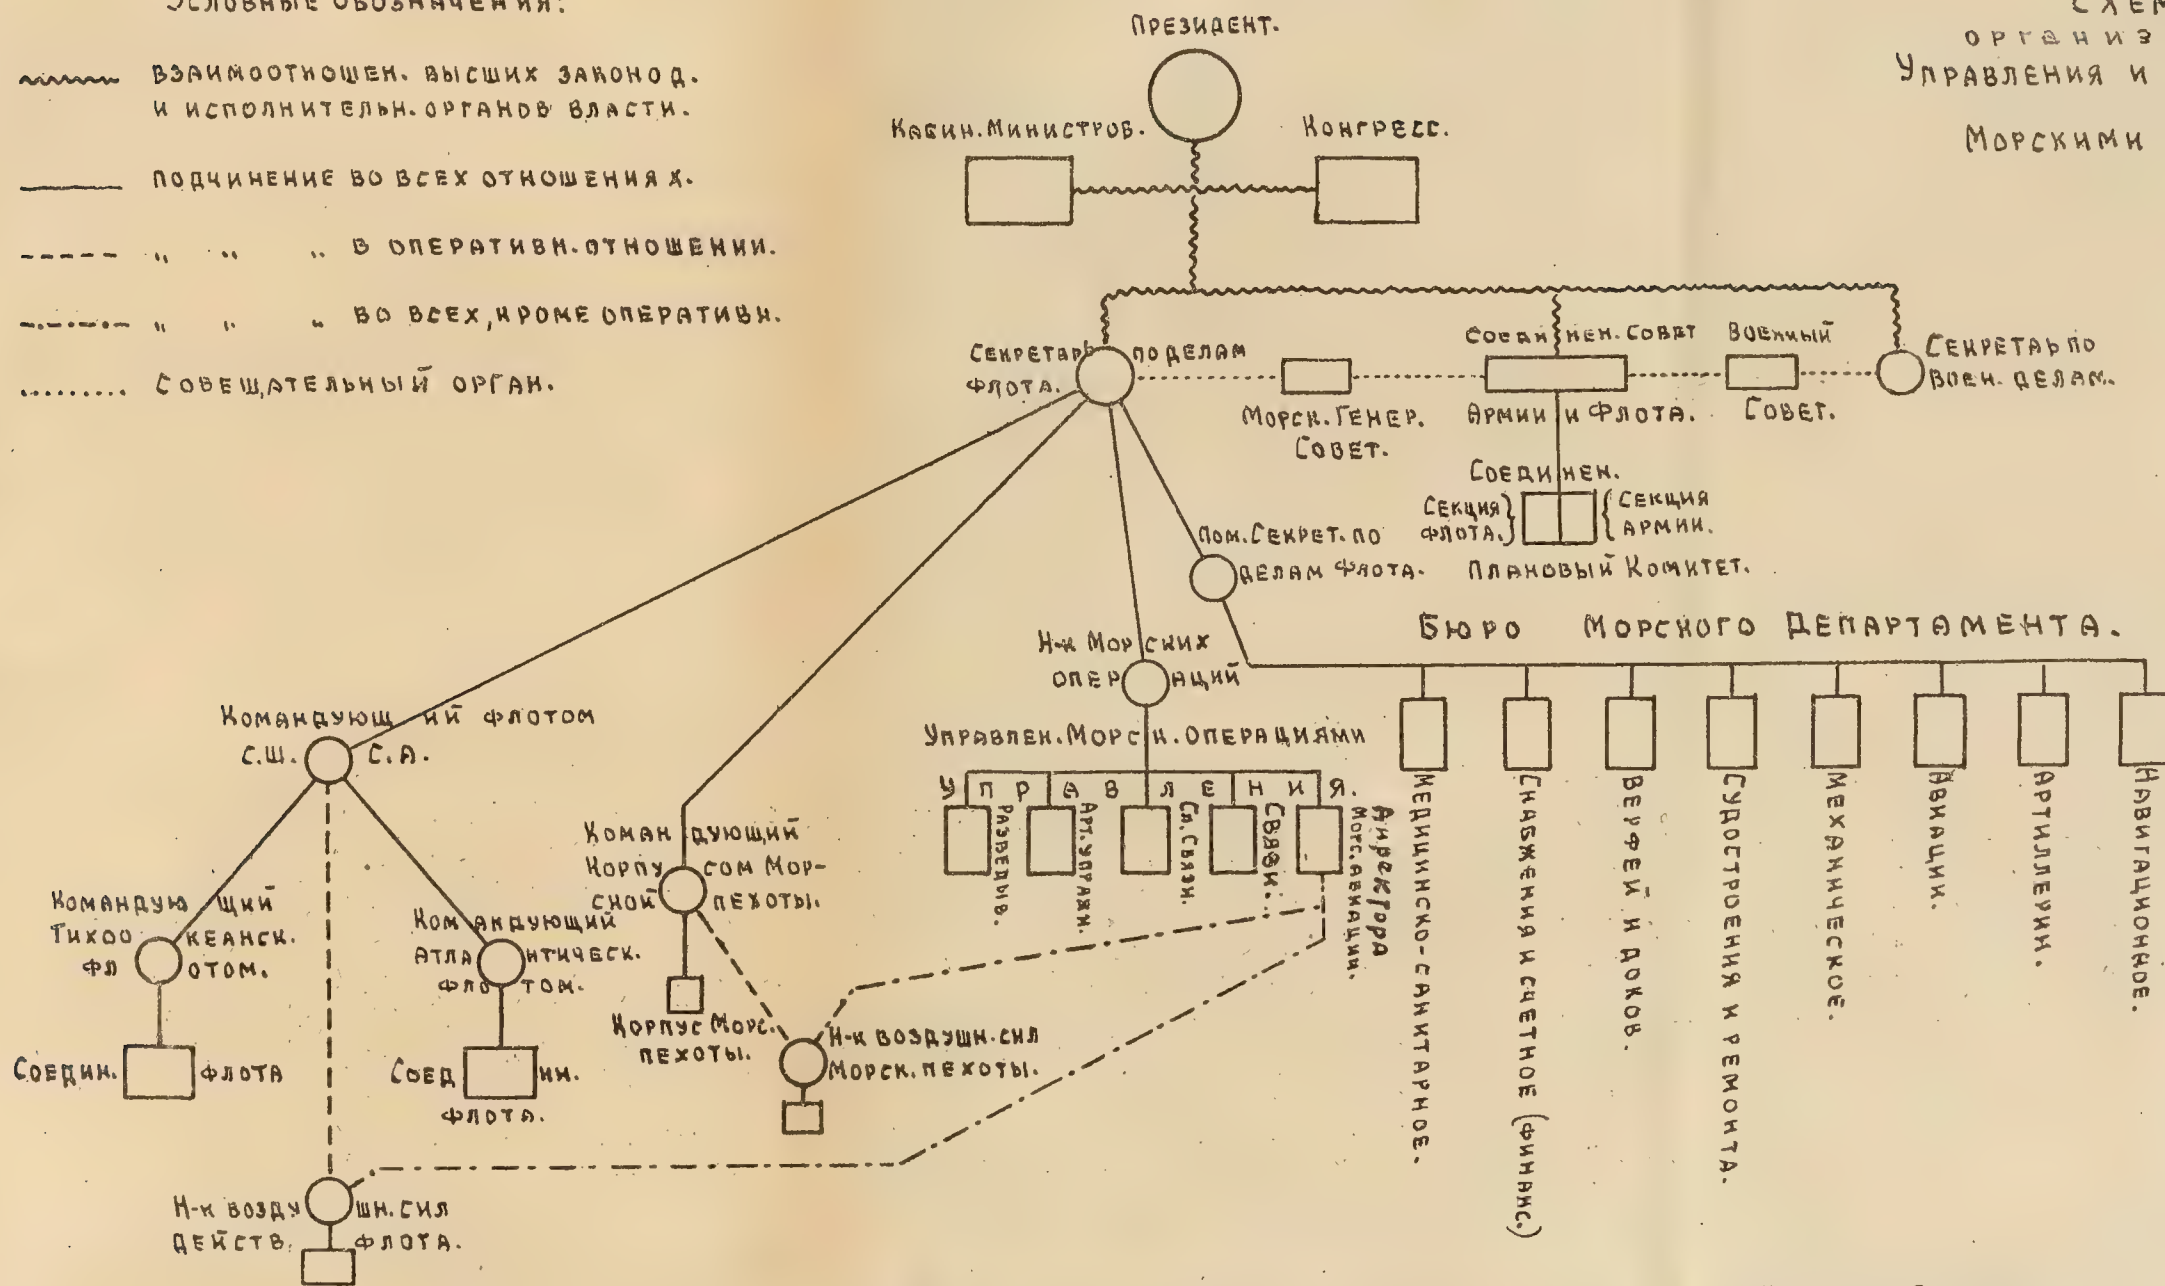 УСЛОВНЫЕ ОБОЗНАЧЕНИЯ:
ВЗАИМООТНОШЕН. ВЫСШИХ ЗАКОНОД.
И ИСПОЛНИТЕЛЬН. ОРГАНОВ ВЛАСТИ.
ПОДЧИНЕНИЕ ВО ВСЕХ ОТНОШЕНИЯХ.
" " " В ОПЕРАТИВН. ОТНОШЕНИИ.
" " " ВО ВСЕХ, КРОМЕ ОПЕРАТИВН.
СОВЕЩАТЕЛЬНЫЙ ОРГАН.
СХЕМ
ОРГАНИЗ
УПРАВЛЕНИЯ И
МОРСКИМИ
ПРЕЗИДЕНТ.
КАБИН. МИНИСТРОВ.
КОНГРЕСС.
СЕКРЕТАРЬ ПО ДЕЛАМ
ФЛОТА.
МОРСК. ГЕНЕР.
СОВЕТ.
СОЕДИНЕН. СОВЕТ
АРМИИ И ФЛОТА.
ВОЕННЫЙ
СОВЕТ.
СЕКРЕТАЬ ПО
ВОЕН. ДЕЛАМ.
СОЕДИНЕН.
СЕКЦИЯ
ФЛОТА.
СЕКЦИЯ
АРМИИ.
ПЛАНОВЫЙ КОМИТЕТ.
ПОМ. СЕКРЕТ. ПО
ДЕЛАМ ФЛОТА.
БЮРО МОРСКОГО ДЕПАРТАМЕНТА.
Н-К МОРСКИХ
ОПЕРАЦИЙ
УПРАВЛЕН. МОРСК. ОПЕРАЦИЯМИ
УПРАВЛЕНИЯ.
РАЗВЕДЫВ.
АРТ. УПРАЖН.
СЛ. СВЯЗИ.
СВЯЗИ.
ДИРЕКТОРА
МОРС. АВИАЦИИ.
МЕДИЦИНСКО-САНИТАРНОЕ.
СНАБЖЕНИЯ И СЧЕТНОЕ (ФИНАНС.)
ВЕРФЕЙ И ДОКОВ.
СУДОСТРОЕНИЯ И РЕМОНТА.
МЕХАНИЧЕСКОЕ.
АВИАЦИИ.
АРТИЛЛЕРИИ.
НАВИГАЦИОННОЕ.
КОМАНДУЮЩИЙ ФЛОТОМ
С.Ш. С.А.
КОМАНДУЮЩИЙ
КОРПУСОМ МОР-
СКОЙ ПЕХОТЫ.
КОМАНДУЮЩИЙ
ТИХООКЕАНСК.
ФЛОТОМ.
КОМАНДУЮЩИЙ
АТЛАНТИЧЕСК.
ФЛОТОМ.
КОРПУС МОРС.
ПЕХОТЫ.
Н-К ВОЗДУШН. СИЛ
МОРСК. ПЕХОТЫ.
СОЕДИН. ФЛОТА
СОЕДИН.
ФЛОТА.
Н-К ВОЗДУШН. СИЛ
ДЕЙСТВ. ФЛОТА.